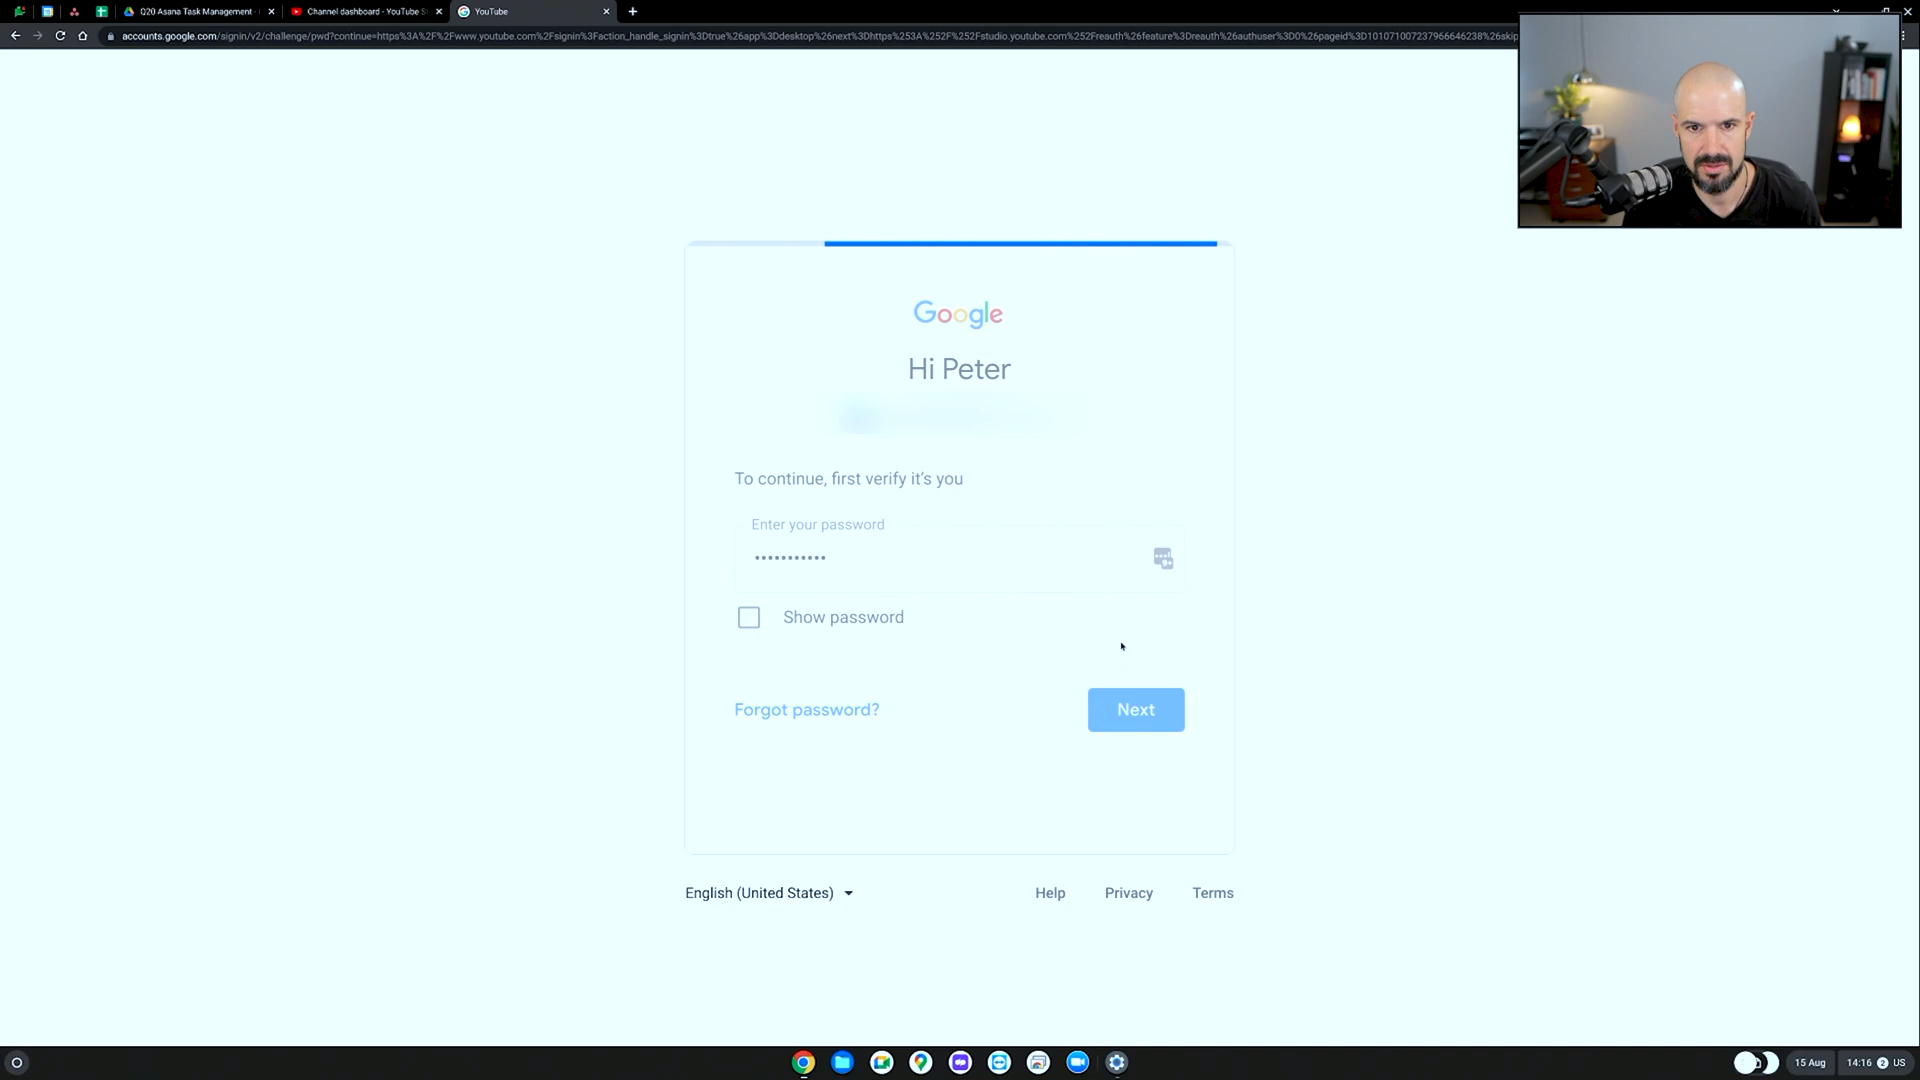 Q20 Asana Task Management -
Channel dashboard - YouTube S
YouTube
accounts.google.com/signin/v2/challenge/pwd?continue=https%3A%2F%2Fwww.youtube.com%2Fsignin%3Faction_handle_signin%3Dtrue%26app%3Ddesktop%26next%3Dhttps%253A%252F%252Fstudio.youtube.com%252Freauth%26feature%3Dreauth%26authuser%3D0%26pageid%3D101071007237966646238%26skip
Google
Hi Peter
To continue, first verify it's you
Enter your password
•••••••••••
Show password
Forgot password?
Next
English (United States)
Help
Privacy
Terms
15 Aug
14:16
2
US